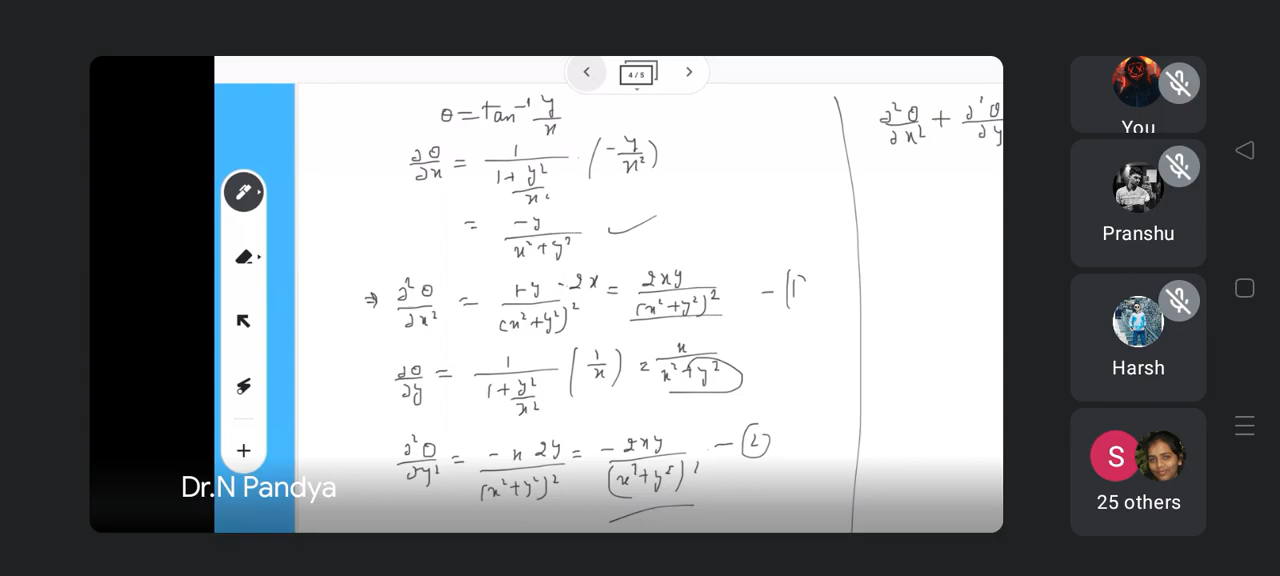 4/5
θ = tan⁻¹ y/x
∂θ/∂x = 1/(1 + y²/x²) · (-y/x²)
= -y/(x² + y²) ✓
⇒ ∂²θ/∂x² = +y · 2x/(x² + y²)² = 2xy/(x² + y²)² - (1)
∂θ/∂y = 1/(1 + y²/x²) (1/x) = x/(x² + y²)
∂²θ/∂y² = -x 2y/(x² + y²)² = -2xy/(x² + y²)² - (2)
∂²θ/∂x² + ∂²θ/∂y
Dr.N Pandya
You
Pranshu
Harsh
S
25 others